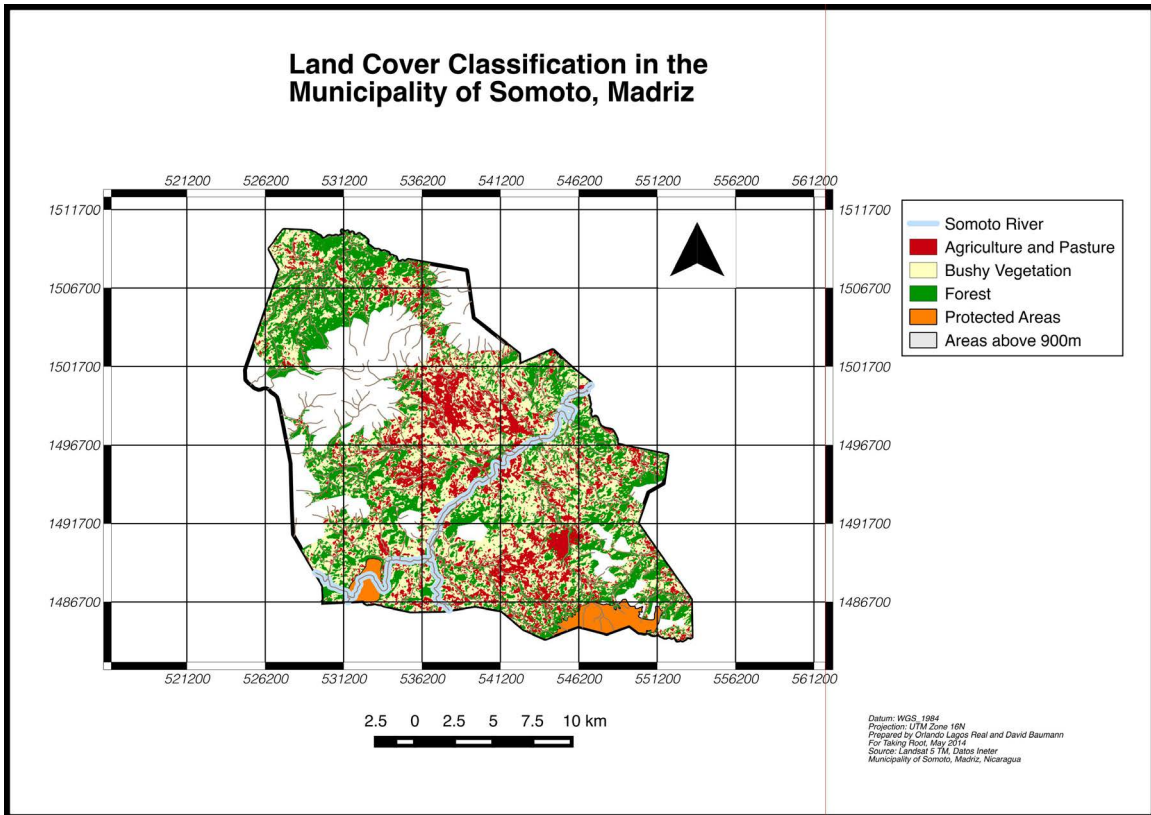 Land Cover Classification in the
Municipality of Somoto, Madriz
521200 526200 531200 536200 541200 546200 551200 556200 561200
1511700 1511700
1506700 1506700
1501700 1501700
1496700 1496700
1491700 1491700
1486700 1486700
521200 526200 531200 536200 541200 546200 551200 556200 561200
Somoto River
Agriculture and Pasture
Bushy Vegetation
Forest
Protected Areas
Areas above 900m
2.5 0 2.5 5 7.5 10 km
Datum: WGS_1984
Projection: UTM Zone 16N
Prepared by Orlando Lagos Real and David Baumann
For Taking Root, May 2014
Source: Landsat 5 TM, Datos Ineter
Municipality of Somoto, Madriz, Nicaragua